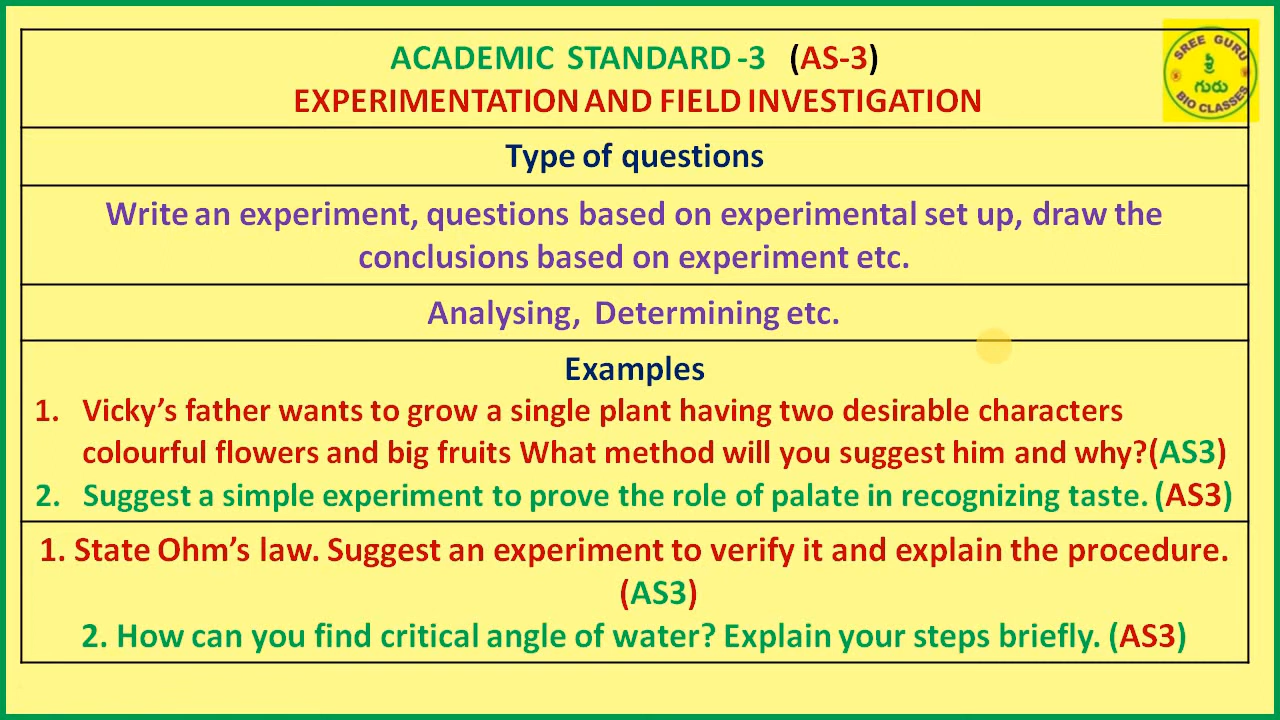 ACADEMIC STANDARD -3 (AS-3)
EXPERIMENTATION AND FIELD INVESTIGATION
SREE GURU
శ్రీ
గురు
BIO CLASSES
Type of questions
Write an experiment, questions based on experimental set up, draw the
conclusions based on experiment etc.
Analysing, Determining etc.
Examples
1. Vicky's father wants to grow a single plant having two desirable characters
colourful flowers and big fruits What method will you suggest him and why?(AS3)
2. Suggest a simple experiment to prove the role of palate in recognizing taste. (AS3)
1. State Ohm's law. Suggest an experiment to verify it and explain the procedure.
(AS3)
2. How can you find critical angle of water? Explain your steps briefly. (AS3)